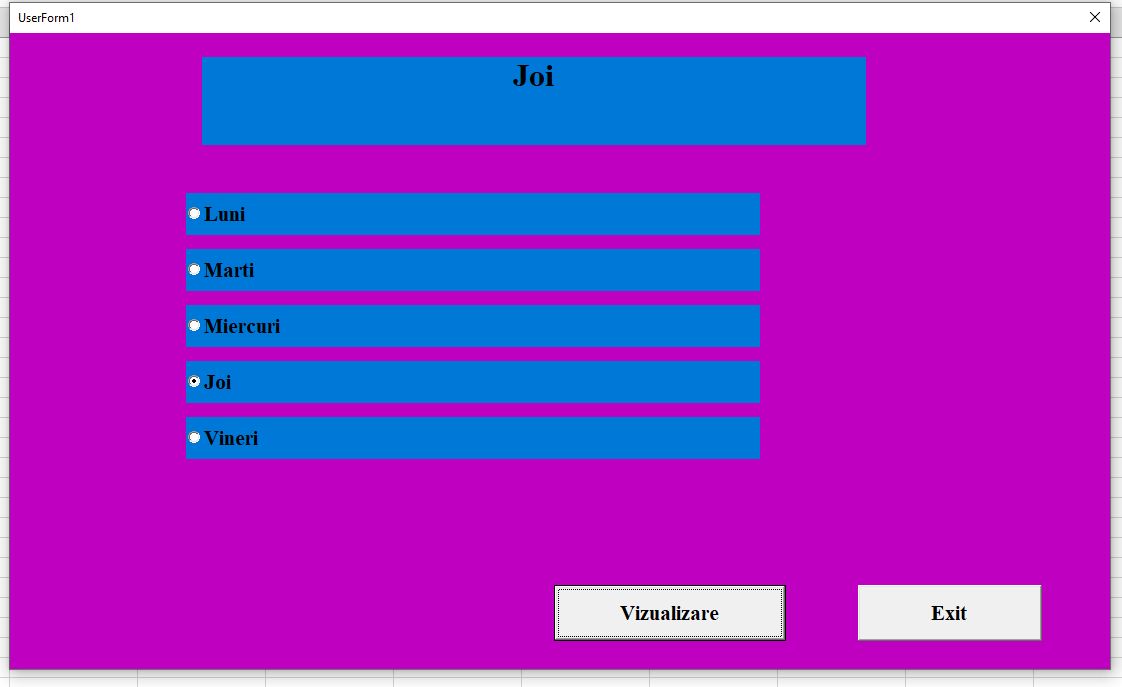 UserForm1
Joi
Luni
Marti
Miercuri
Joi
Vineri
Vizualizare
Exit